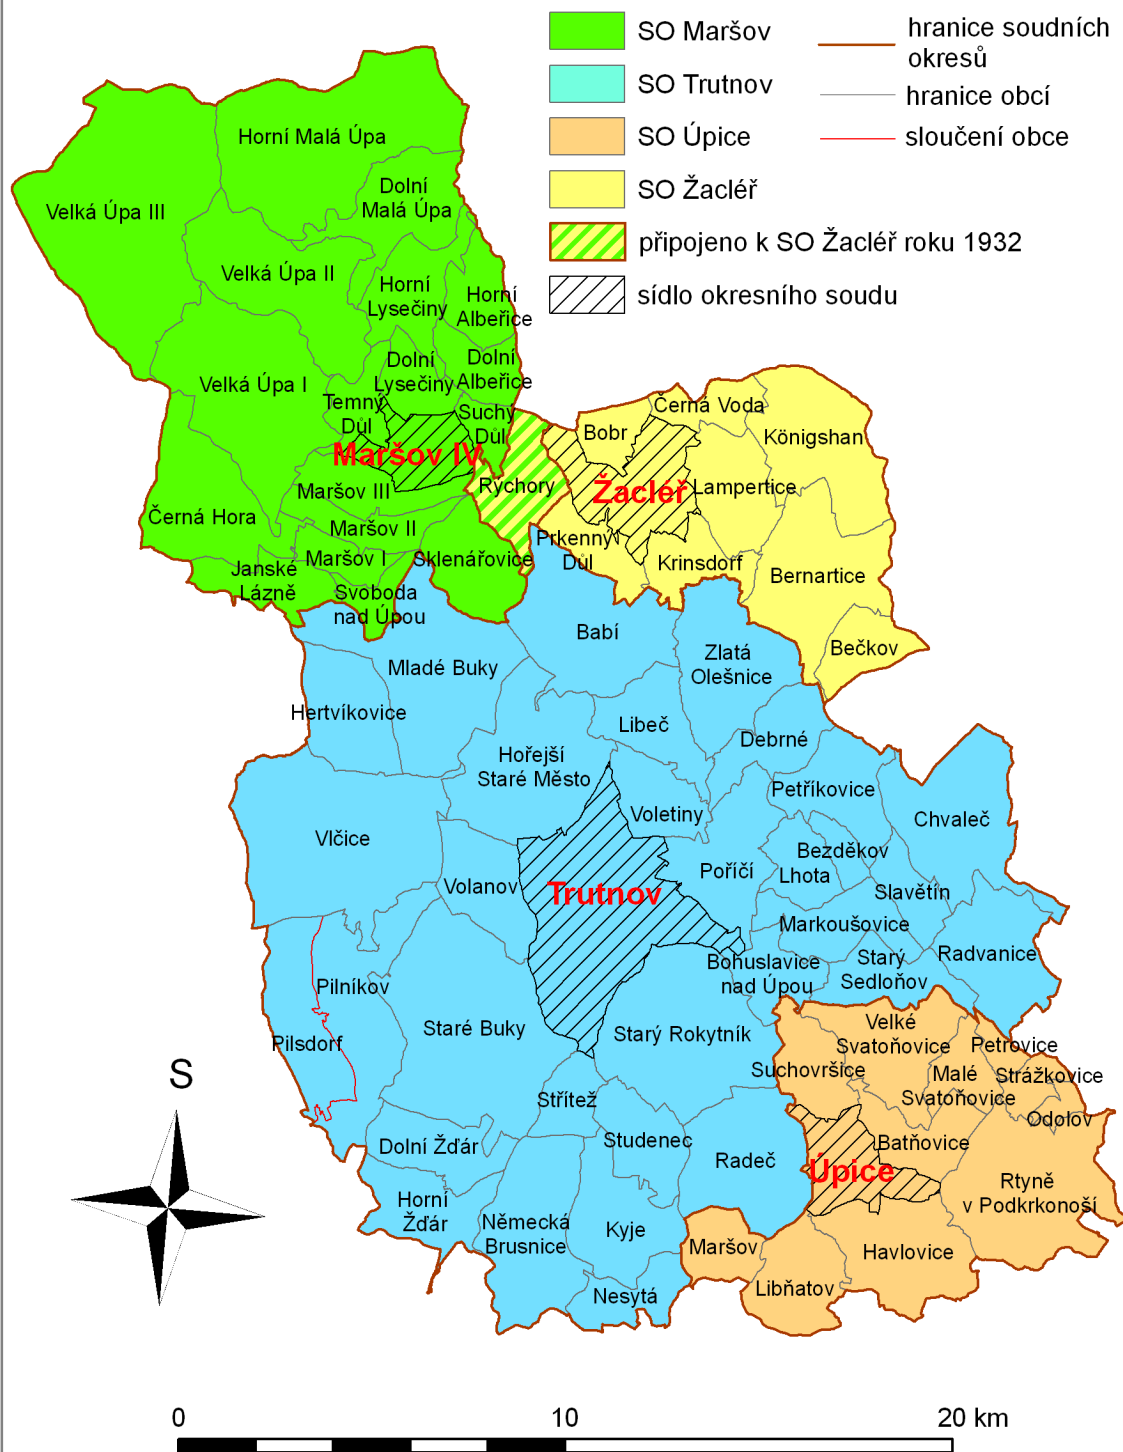 SO Maršov
SO Trutnov
SO Úpice
SO Žacléř
připojeno k SO Žacléř roku 1932
sídlo okresního soudu
hranice soudních
okresů
hranice obcí
sloučení obce
Horní Malá Úpa
Dolní
Malá Úpa
Velká Úpa III
Velká Úpa II
Horní
Lysečiny
Horní
Albeřice
Dolní
Lysečiny
Dolní
Albeřice
Velká Úpa I
Temný
Důl
Suchý
Důl
Maršov IV
Maršov III
Rýchory
Černá Hora
Maršov II
Maršov I
Sklenářovice
Janské
Lázně
Svoboda
nad Úpou
Černá Voda
Bobr
Königshan
Žacléř
Lampertice
Prkenný
Důl
Krinsdorf
Bernartice
Bečkov
Babí
Zlatá
Olešnice
Mladé Buky
Hertvíkovice
Libeč
Debrné
Hořejší
Staré Město
Petříkovice
Voletiny
Chvaleč
Vlčice
Bezděkov
Lhota
Poříčí
Volanov
Trutnov
Slavětín
Markoušovice
Radvanice
Bohuslavice
nad Úpou
Starý
Sedloňov
Pilníkov
Pilsdorf
Staré Buky
Starý Rokytník
Velké
Svatoňovice
Petrovice
Suchovršice
Malé
Svatoňovice
Strážkovice
Odolov
Střítež
Studenec
Batňovice
Dolní Žďár
Radeč
Úpice
Rtyně
v Podkrkonoší
Horní
Žďár
Německá
Brusnice
Kyje
Maršov
Havlovice
Libňatov
Nesytá
S
0
10
20 km